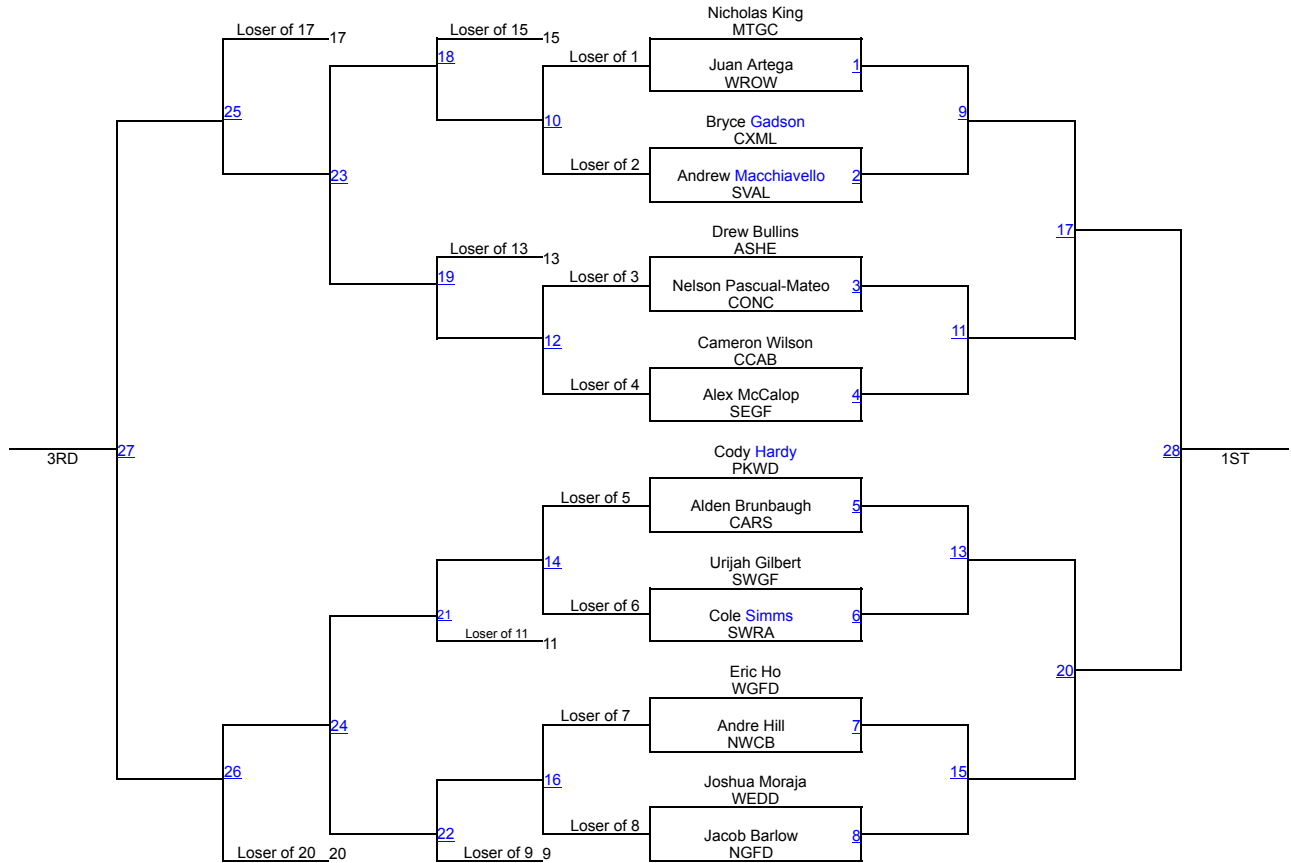 Nicholas King
Loser of 17 17
Loser of 15 15
MTGC
18
Loser of 1
Juan Artega 1
WROW
25
10
Bryce Gadson
9
CXML
23
Loser of 2
Andrew Macchiavello 2
SVAL
Drew Bullins
17
Loser of 13 13
ASHE
19
Loser of 3
Nelson Pascual-Mateo 3
CONC
12
Cameron Wilson
11
CCAB
Loser of 4
Alex McCalop 4
SEGF
3RD
27
Cody Hardy
28
1ST
PKWD
Loser of 5
Alden Brunbaugh 5
CARS
14
Urijah Gilbert
13
SWGF
21
Loser of 6
Cole Simms 6
SWRA
Loser of 11 11
Eric Ho
20
WGFD
24
Loser of 7
Andre Hill 7
NWCB
26
16
Joshua Moraja
15
WEDD
22
Loser of 8
Jacob Barlow 8
NGFD
Loser of 20 20
Loser of 9 9